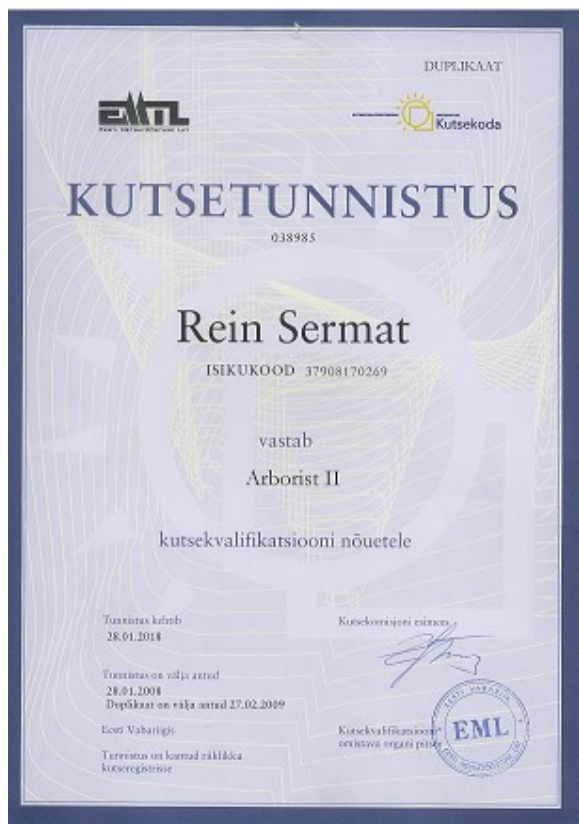 DUPLIKAAT
EMTL
Kutsekoda
KUTSETUNNISTUS
038985
Rein Sermat
ISIKUKOOD 37908170269
vastab
Arborist II
kutsekvalifikatsiooni nõuetele
Tunnistus kehtib
28.01.2018
Kutsekomisjoni esimees
Tunnistus on välja antud
28.01.2008
Duplikaat on välja antud 27.02.2009
Eesti Vabariigis
Tunnistus on kantud riiklikku
kutseregistrisse
Kutsekvalifikatsiooni
omistava organi pitsat
EML